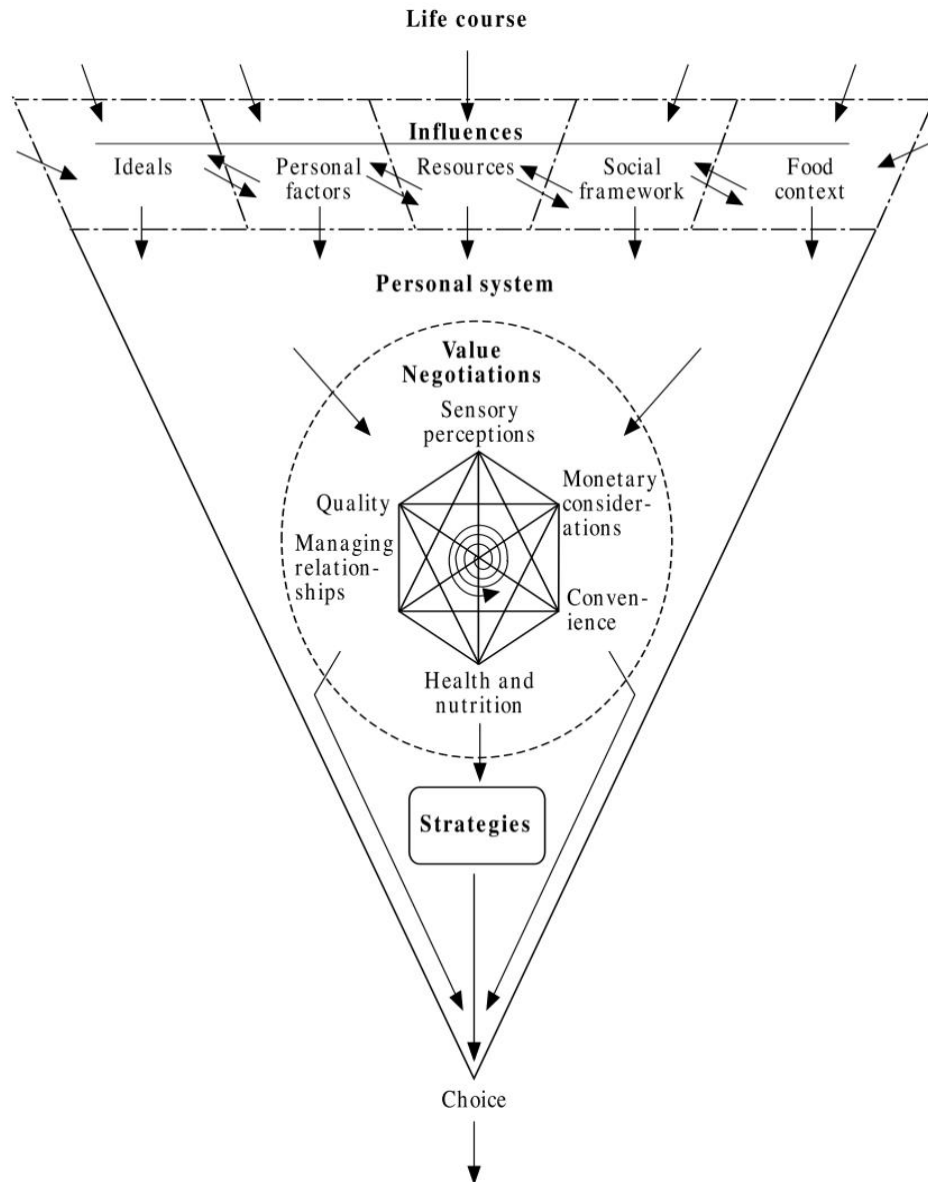 Life course
Influences
Ideals
Personal
factors
Resources
Social
framework
Food
context
Personal system
Value
Negotiations
Sensory
perceptions
Quality
Monetary
consider-
ations
Managing
relation-
ships
Conven-
ience
Health and
nutrition
Strategies
Choice